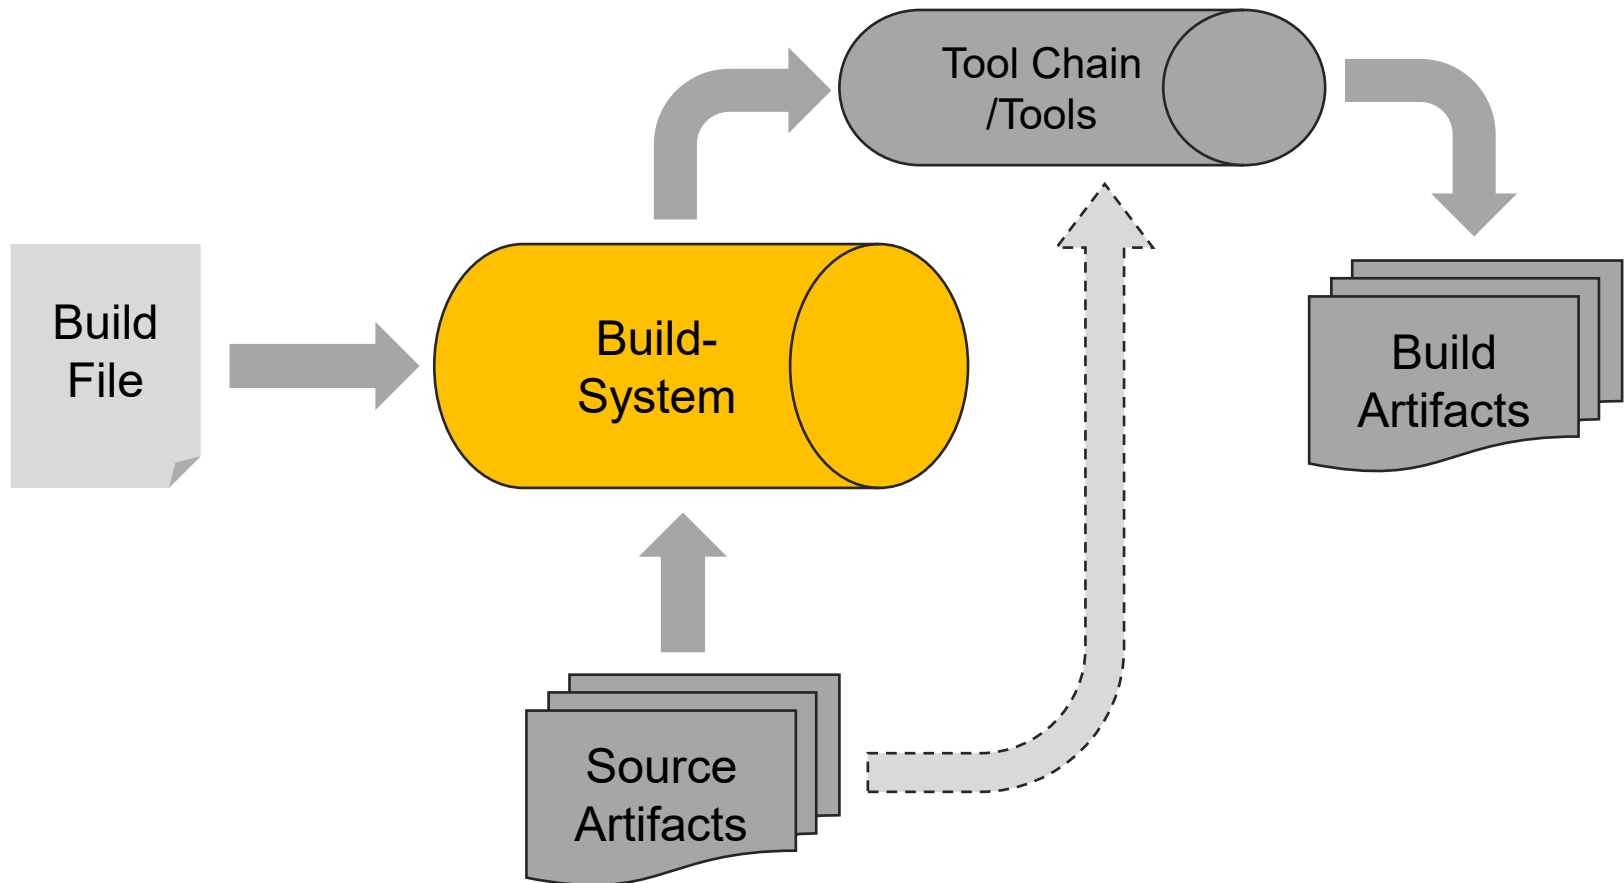 Tool Chain
/Tools
Build
File
Build-
System
Build
Artifacts
Source
Artifacts